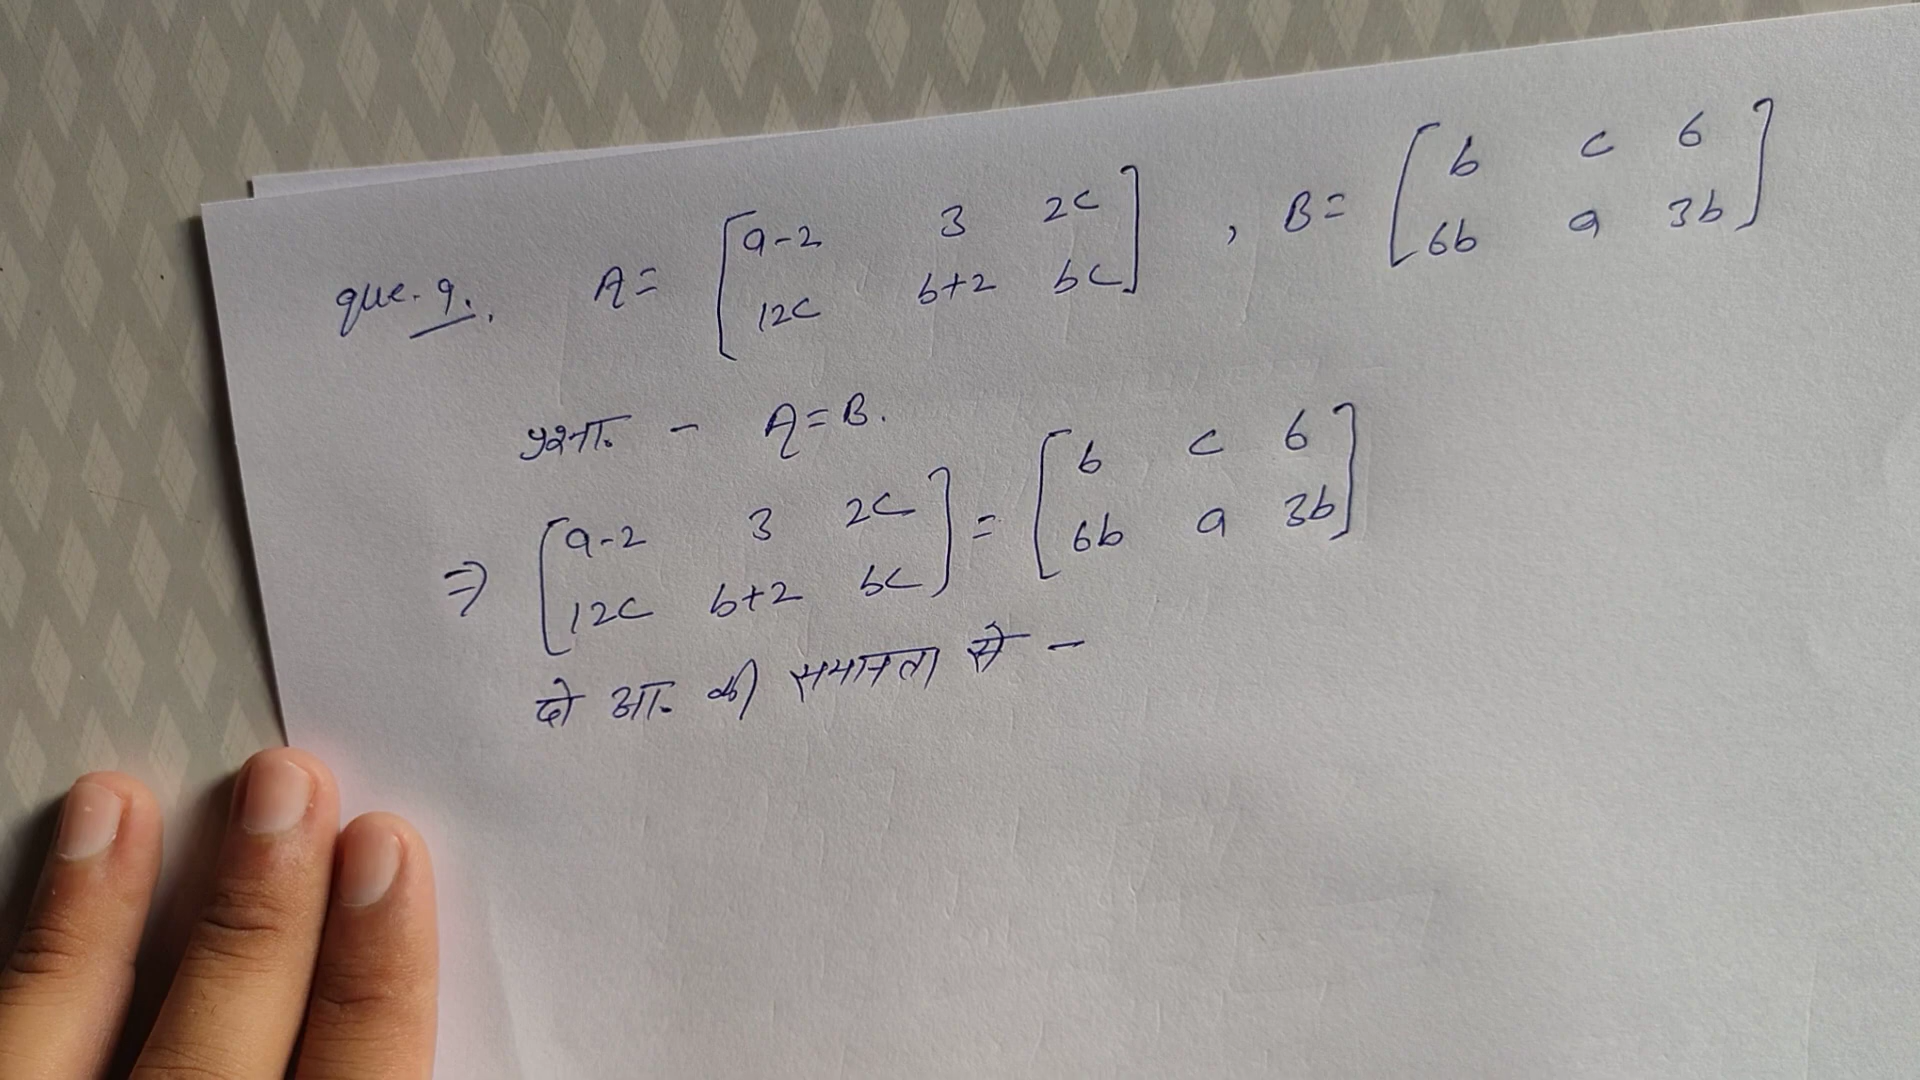 que. 9. A = [ a-2 3 2c ] , B = [ b c 6 ]
[ 12c b+2 bc ] [ 6b a 3b ]
प्रश्ना. - A = B.
⇒ [ a-2 3 2c ] = [ b c 6 ]
[ 12c b+2 bc ] [ 6b a 3b ]
दो आ. की समानता से -